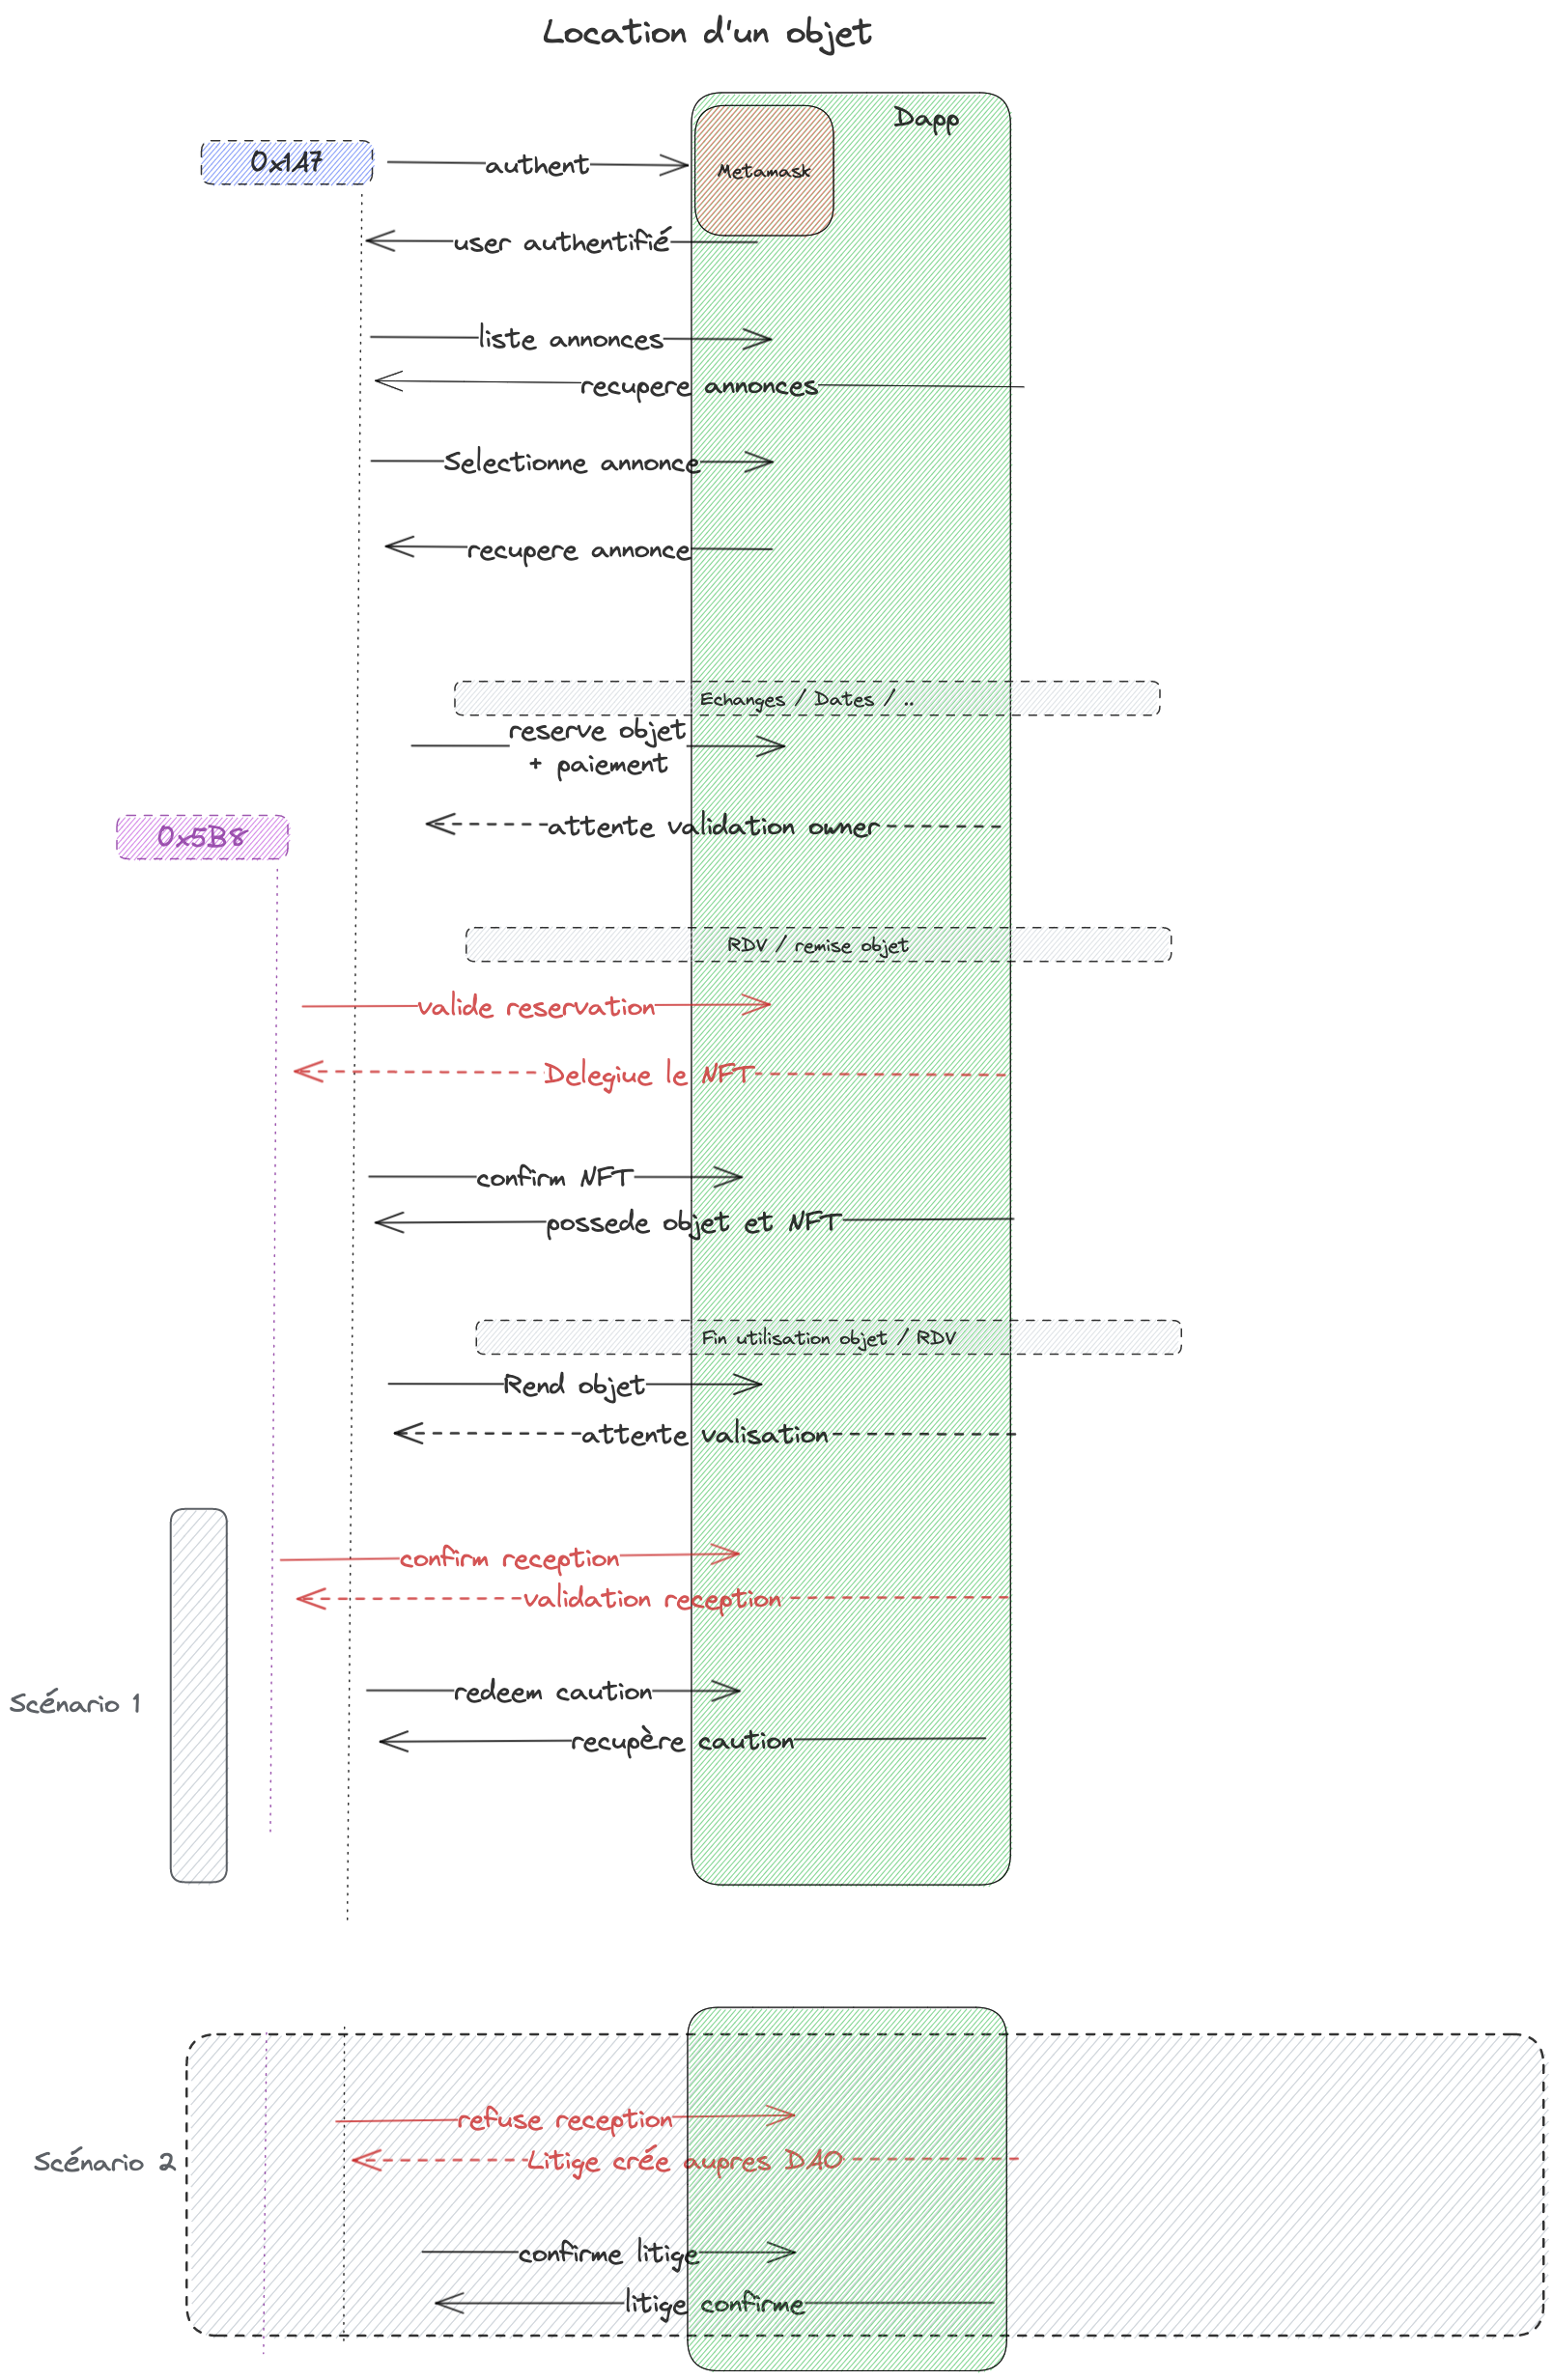 Location d'un objet
Dapp
0x1A7
authent
Metamask
user authentifié
liste annonces
recupere annonces
Selectionne annonce
recupere annonce
Echanges / Dates / ..
reserve objet
+ paiement
attente validation owner
0x5B8
RDV / remise objet
valide reservation
Delegiue le NFT
confirm NFT
possede objet et NFT
Fin utilisation objet / RDV
Rend objet
attente valisation
confirm reception
validation reception
Scénario 1
redeem caution
recupère caution
refuse reception
Scénario 2
Litige crée aupres DAO
confirme litige
litige confirme